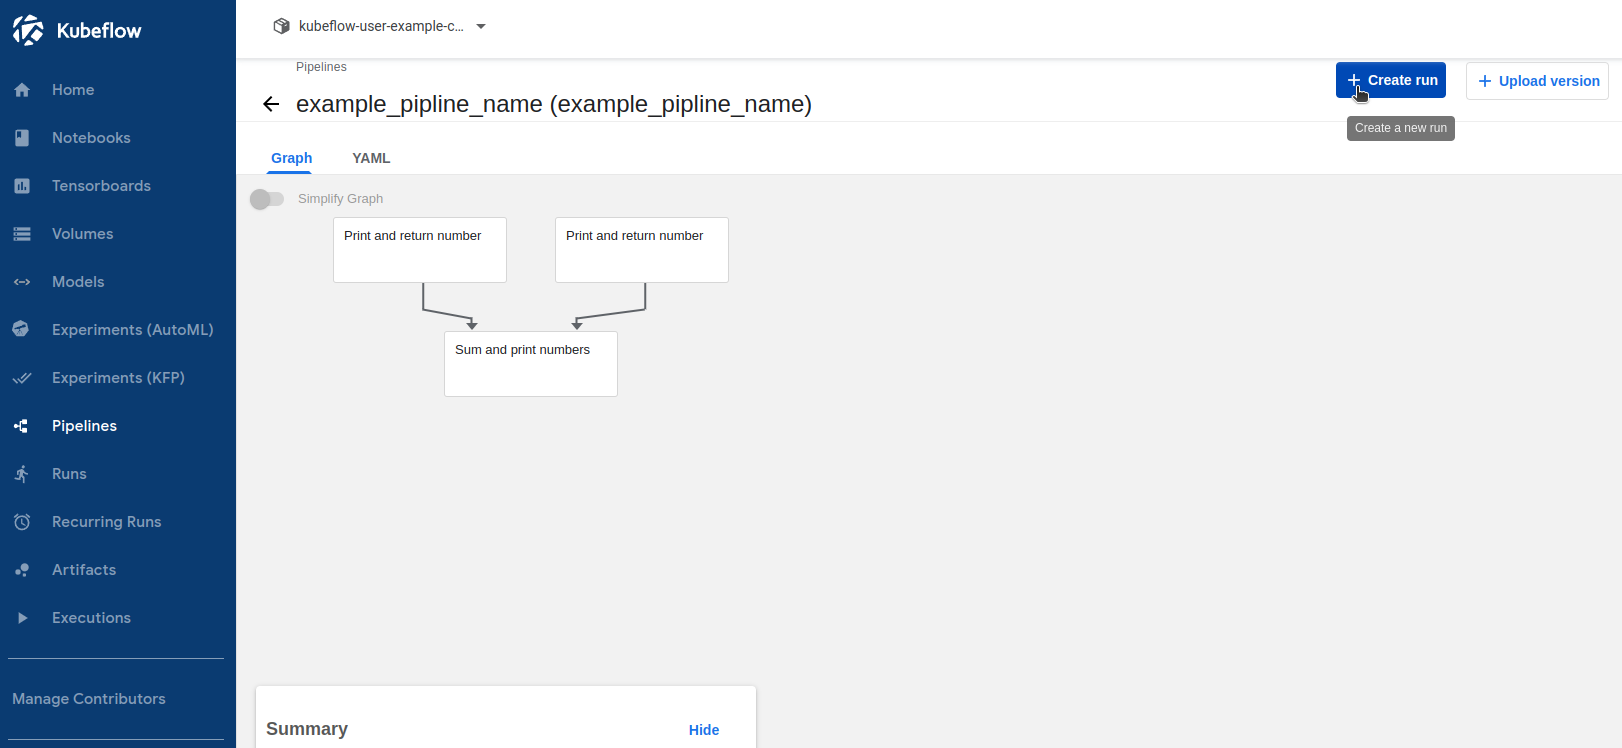 Kubeflow
Home
Notebooks
Tensorboards
Volumes
Models
Experiments (AutoML)
Experiments (KFP)
Pipelines
Runs
Recurring Runs
Artifacts
Executions
Manage Contributors
kubeflow-user-example-c...
Pipelines
example_pipline_name (example_pipline_name)
Create run
Upload version
Create a new run
Graph YAML
Simplify Graph
Print and return number
Print and return number
Sum and print numbers
Summary
Hide